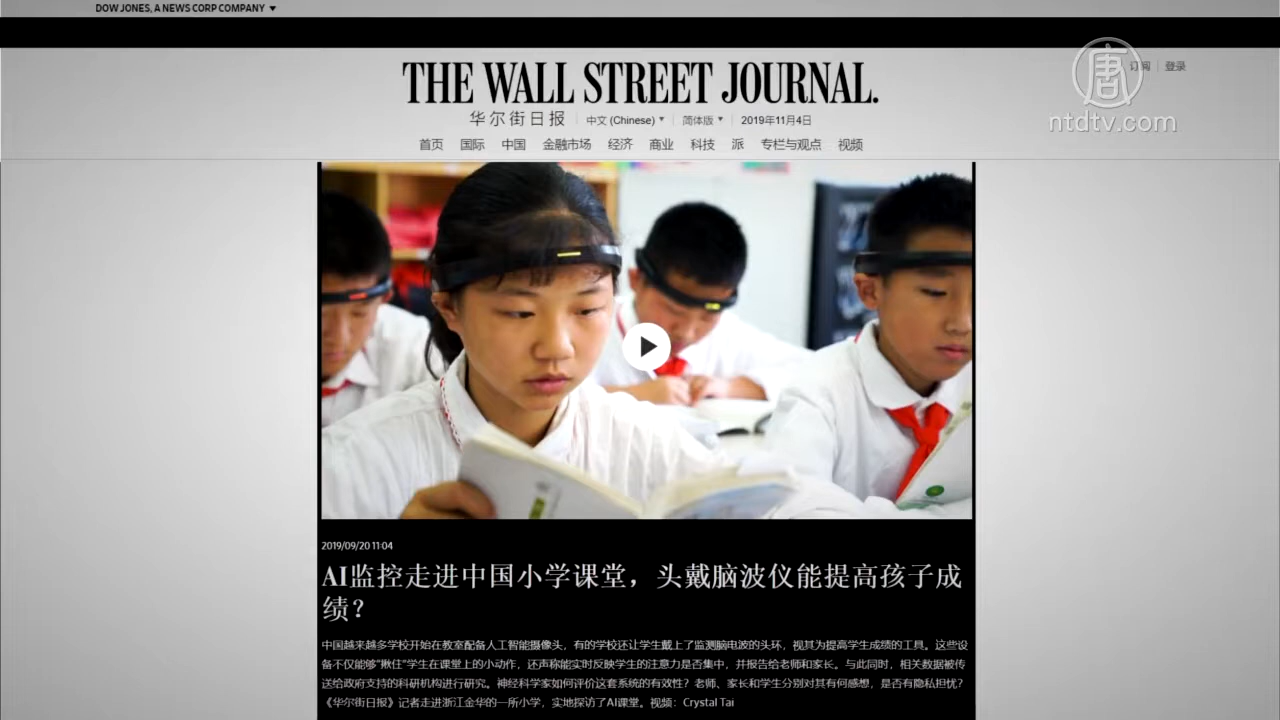 DOW JONES, A NEWS CORP COMPANY ▼
THE WALL STREET JOURNAL.
订阅 | 登录
唐
ntdtv.com
华尔街日报 | 中文 (Chinese) ▼ | 简体版 ▼ | 2019年11月4日
首页 国际 中国 金融市场 经济 商业 科技 派 专栏与观点 视频
2019/09/20 11:04
AI监控走进中国小学课堂，头戴脑波仪能提高孩子成
绩？
中国越来越多学校开始在教室配备人工智能摄像头，有的学校还让学生戴上了监测脑电波的头环，视其为提高学生成绩的工具。这些设
备不仅能够“瞅住”学生在课堂上的小动作，还声称能实时反映学生的注意力是否集中，并报告给老师和家长。与此同时，相关数据被传
送给政府支持的科研机构进行研究。神经科学家如何评价这套系统的有效性？老师、家长和学生分别对其有何感想，是否有隐私担忧？
《华尔街日报》记者走进浙江金华的一所小学，实地探访了AI课堂。视频：Crystal Tai